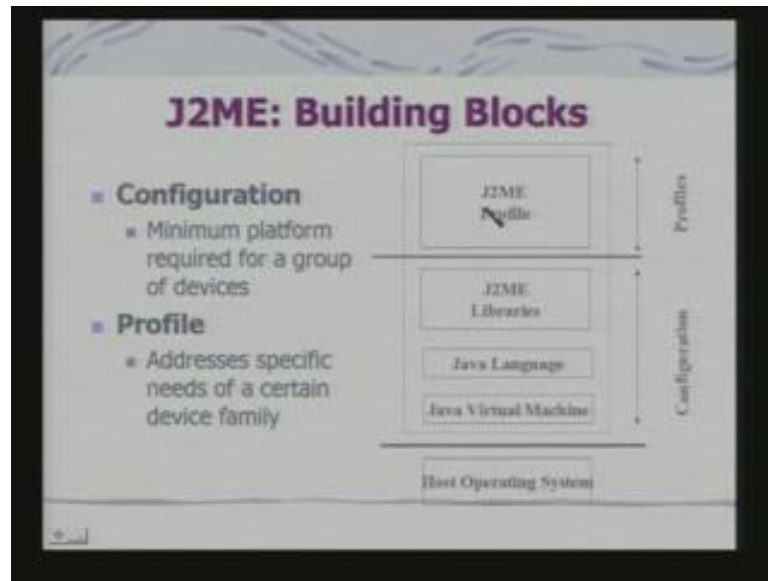 J2ME: Building Blocks
Configuration
Minimum platform
required for a group
of devices
Profile
Addresses specific
needs of a certain
device family
J2ME
Profile
J2ME
Libraries
Java Language
Java Virtual Machine
Host Operating System
Profiles
Configuration